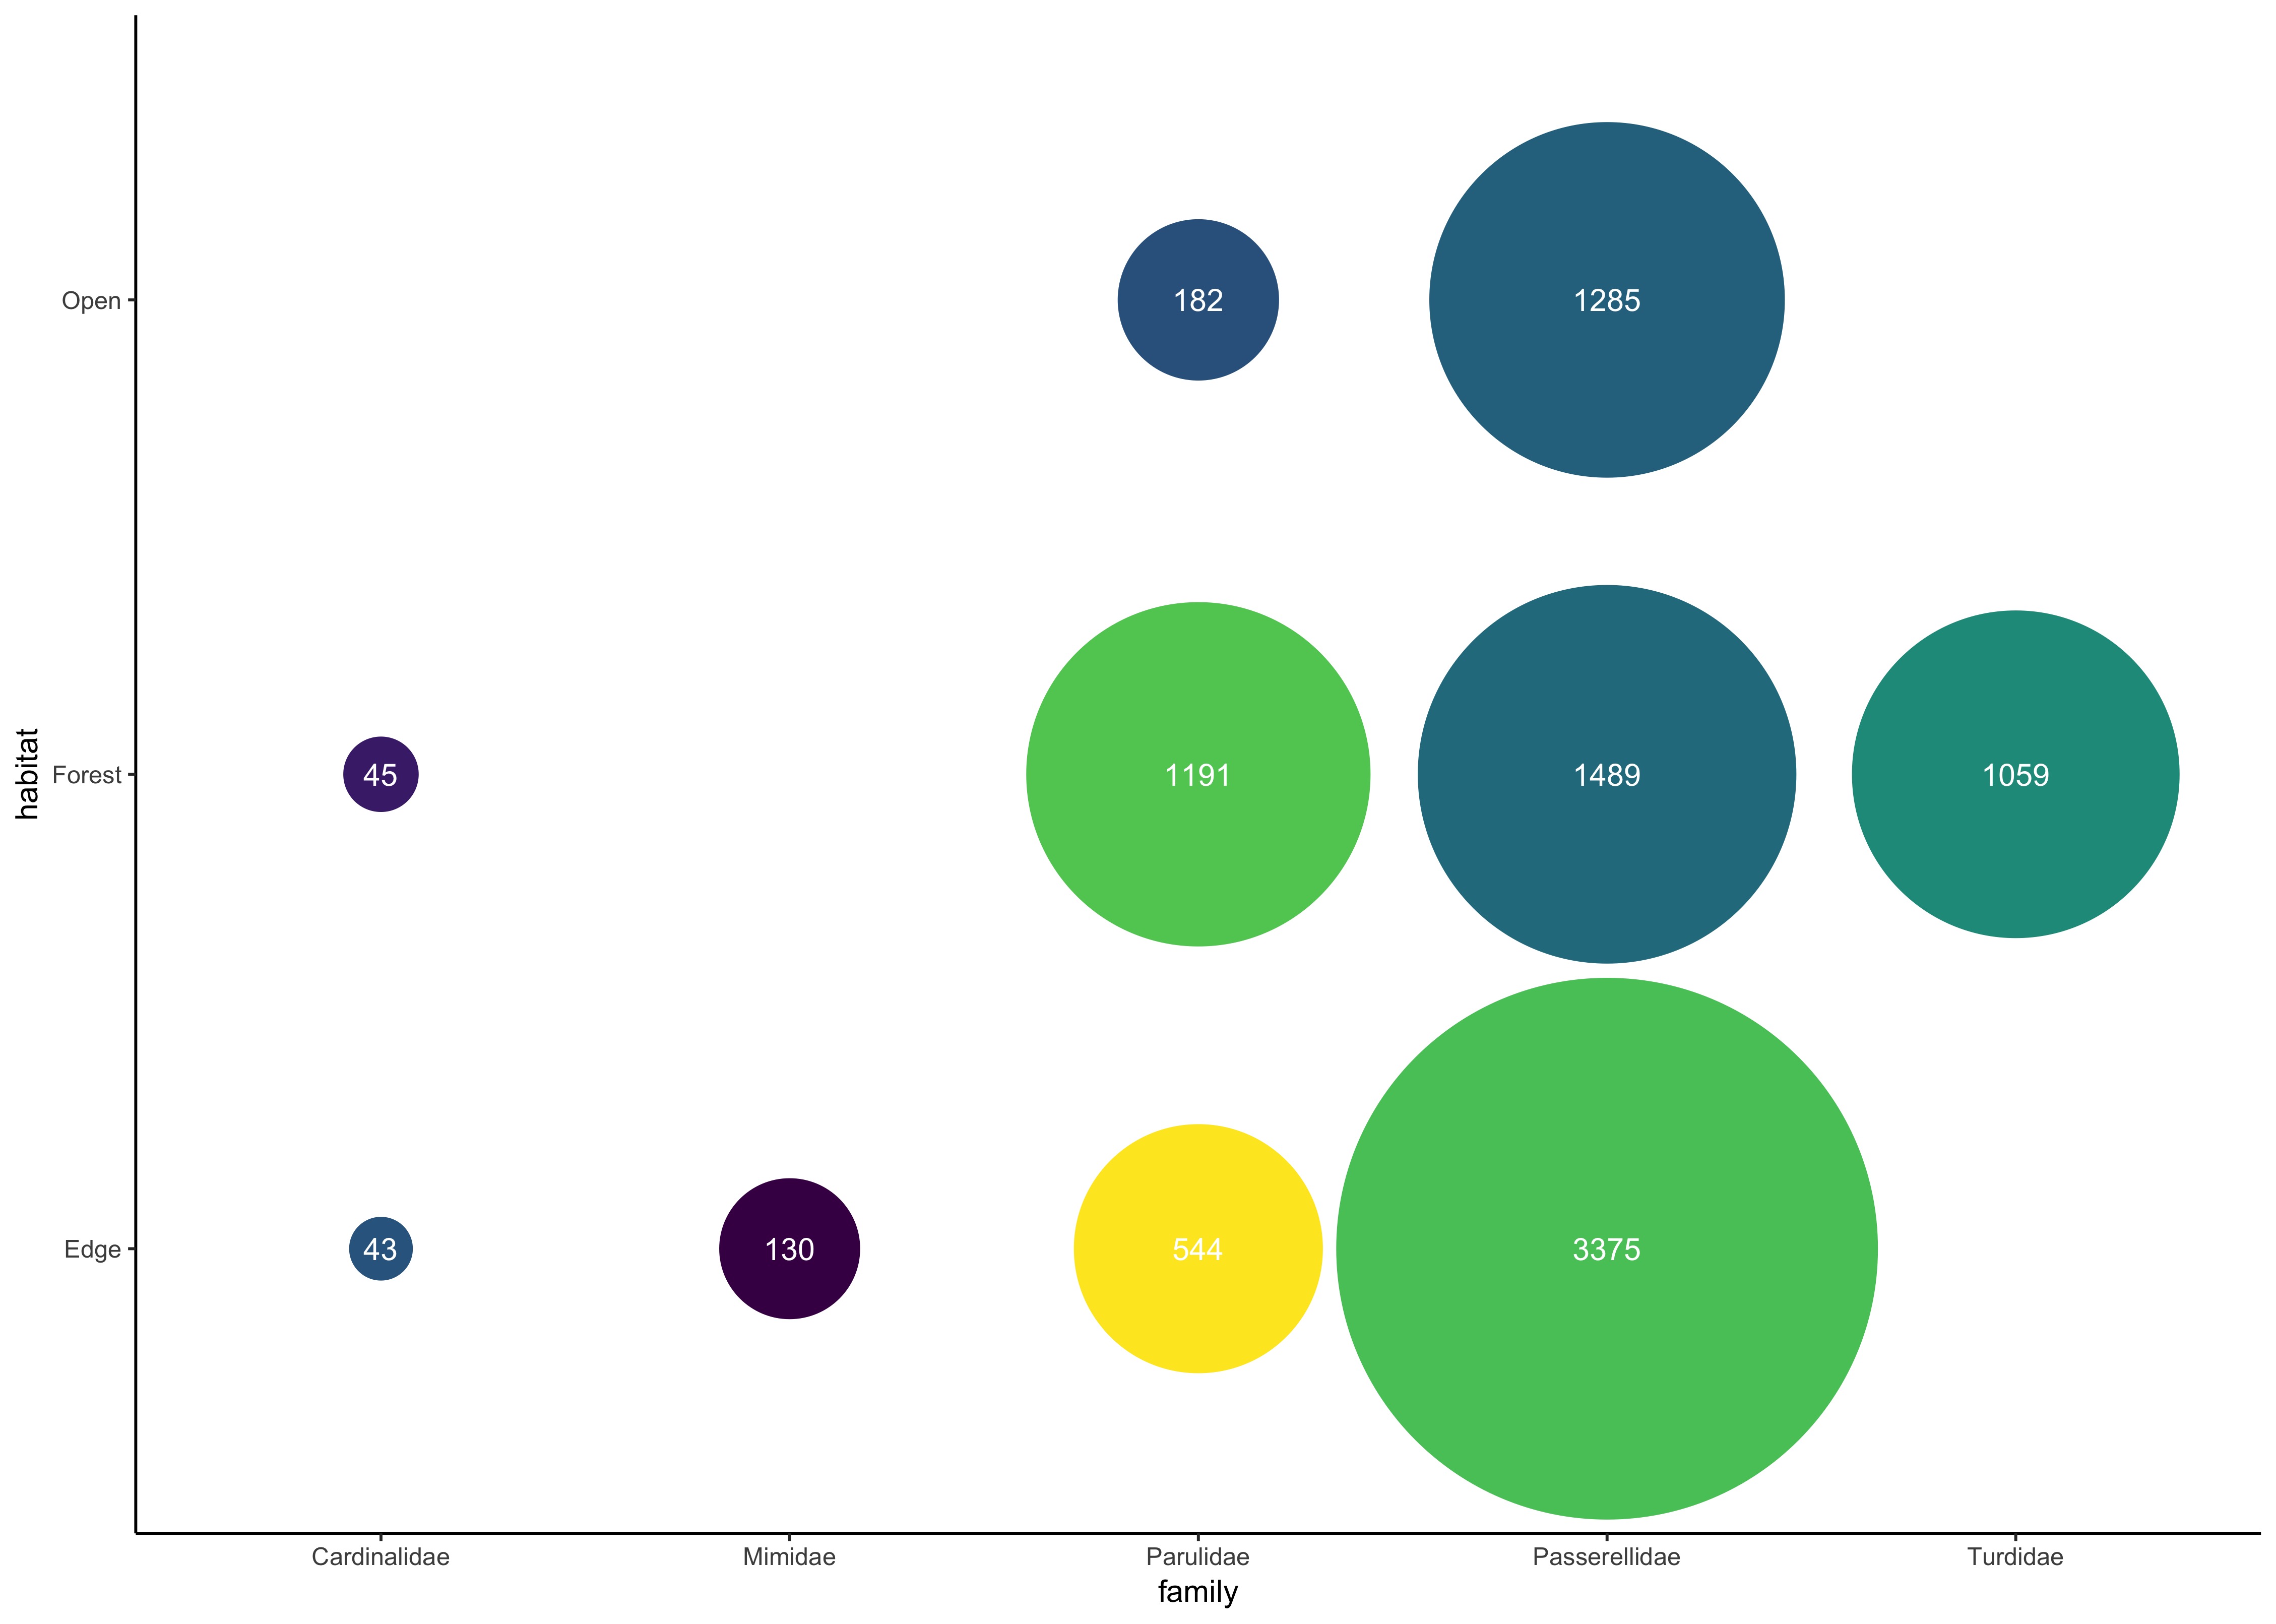 Open
182
1285
habitat
Forest
45
1191
1489
1059
Edge
43
130
544
3375
Cardinalidae
Mimidae
Parulidae
Passerellidae
Turdidae
family